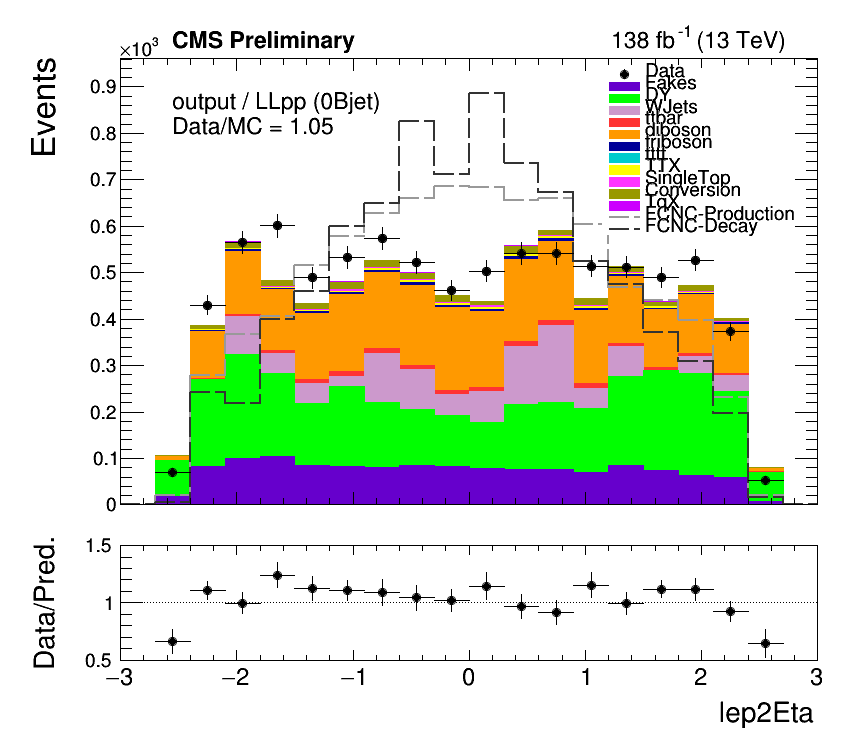 ×10³ CMS Preliminary 138 fb⁻¹ (13 TeV)
Events
output / LLpp (0Bjet)
Data/MC = 1.05
Data
Fakes
DY
WJets
ttbar
diboson
triboson
tttt
TTX
SingleTop
Conversion
TqX
FCNC-Production
FCNC-Decay
0.9
0.8
0.7
0.6
0.5
0.4
0.3
0.2
0.1
0
Data/Pred.
1.5
1
0.5
−3 −2 −1 0 1 2 3
lep2Eta